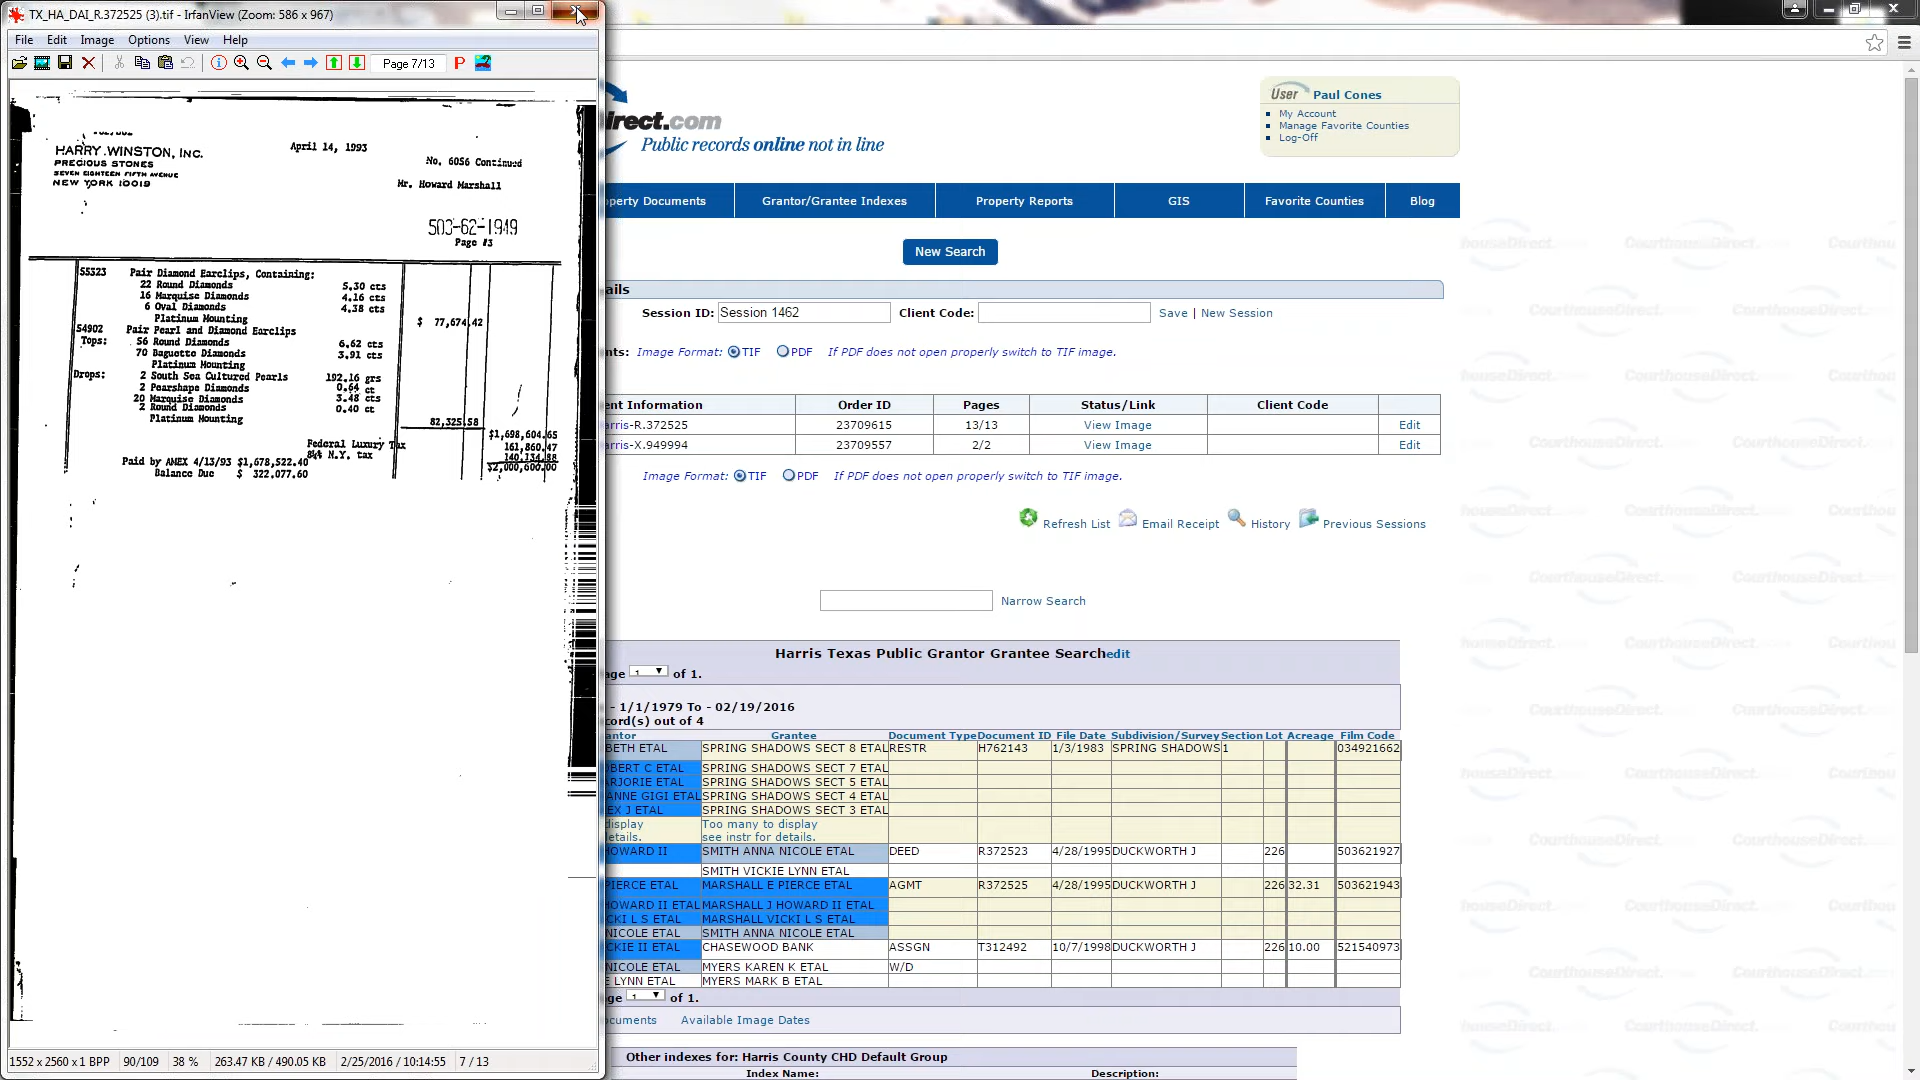 TX_HA_DAI_R.372525 (3).tif - IrfanView (Zoom: 586 x 967)
File Edit Image Options View Help
Page 7/13
HARRY WINSTON, INC.
PRECIOUS STONES
SEVEN EIGHTEEN FIFTH AVENUE
NEW YORK 10019
April 14, 1993
No. 6056 Continued
Mr. Howard Marshall
503-62-1949
Page #3
55323 Pair Diamond Earclips, Containing:
22 Round Diamonds 5.30 cts
16 Marquise Diamonds 4.16 cts
6 Oval Diamonds 4.38 cts
Platinum Mounting $ 77,674.42
54902 Pair Pearl and Diamond Earclips
Tops: 56 Round Diamonds 6.62 cts
70 Baguette Diamonds 3.91 cts
Platinum Mounting
Drops: 2 South Sea Cultured Pearls 192.16 grs
2 Pearshape Diamonds 0.64 ct
20 Marquise Diamonds 3.48 cts
2 Round Diamonds 0.40 ct
Platinum Mounting 82,325.58
$1,698,604.65
Federal Luxury Tax 161,860.47
8¼% N.Y. tax 140,134.88
$2,000,600.00
Paid by AMEX 4/13/93 $1,678,522.40
Balance Due $ 322,077.60
1552 x 2560 x 1 BPP 90/109 38 % 263.47 KB / 490.05 KB 2/25/2016 / 10:14:55 7 / 13
irect.com
Public records online not in line
User Paul Cones
My Account
Manage Favorite Counties
Log-Off
perty Documents Grantor/Grantee Indexes Property Reports GIS Favorite Counties Blog
New Search
ails
Session ID: Session 1462 Client Code: Save | New Session
nts: Image Format: TIF PDF If PDF does not open properly switch to TIF image.
ent Information Order ID Pages Status/Link Client Code
arris-R.372525 23709615 13/13 View Image Edit
arris-X.949994 23709557 2/2 View Image Edit
Image Format: TIF PDF If PDF does not open properly switch to TIF image.
Refresh List Email Receipt History Previous Sessions
Narrow Search
Harris Texas Public Grantor Grantee Search edit
age 1 of 1.
- 1/1/1979 To - 02/19/2016
cord(s) out of 4
antor Grantee Document Type Document ID File Date Subdivision/Survey Section Lot Acreage Film Code
BETH ETAL SPRING SHADOWS SECT 8 ETAL RESTR H762143 1/3/1983 SPRING SHADOWS 1 034921662
OBERT C ETAL SPRING SHADOWS SECT 7 ETAL
ARJORIE ETAL SPRING SHADOWS SECT 5 ETAL
ANNE GIGI ETAL SPRING SHADOWS SECT 4 ETAL
EX J ETAL SPRING SHADOWS SECT 3 ETAL
display Too many to display
etails. see instr for details.
HOWARD II SMITH ANNA NICOLE ETAL DEED R372523 4/28/1995 DUCKWORTH J 226 503621927
SMITH VICKIE LYNN ETAL
PIERCE ETAL MARSHALL E PIERCE ETAL AGMT R372525 4/28/1995 DUCKWORTH J 226 32.31 503621943
HOWARD II ETAL MARSHALL J HOWARD II ETAL
CKI L S ETAL MARSHALL VICKI L S ETAL
NICOLE ETAL SMITH ANNA NICOLE ETAL
CKIE II ETAL CHASEWOOD BANK ASSGN T312492 10/7/1998 DUCKWORTH J 226 10.00 521540973
NICOLE ETAL MYERS KAREN K ETAL W/D
E LYNN ETAL MYERS MARK B ETAL
age 1 of 1.
cuments Available Image Dates
Other indexes for: Harris County CHD Default Group
Index Name: Description: